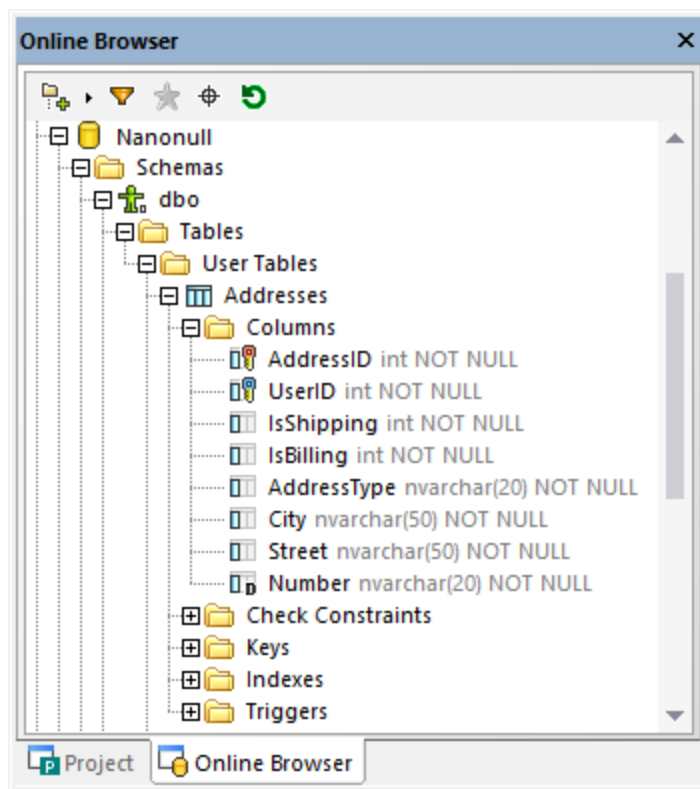 Online Browser
Nanonull
Schemas
dbo
Tables
User Tables
Addresses
Columns
AddressID int NOT NULL
UserID int NOT NULL
IsShipping int NOT NULL
IsBilling int NOT NULL
AddressType nvarchar(20) NOT NULL
City nvarchar(50) NOT NULL
Street nvarchar(50) NOT NULL
Number nvarchar(20) NOT NULL
Check Constraints
Keys
Indexes
Triggers
Project Online Browser